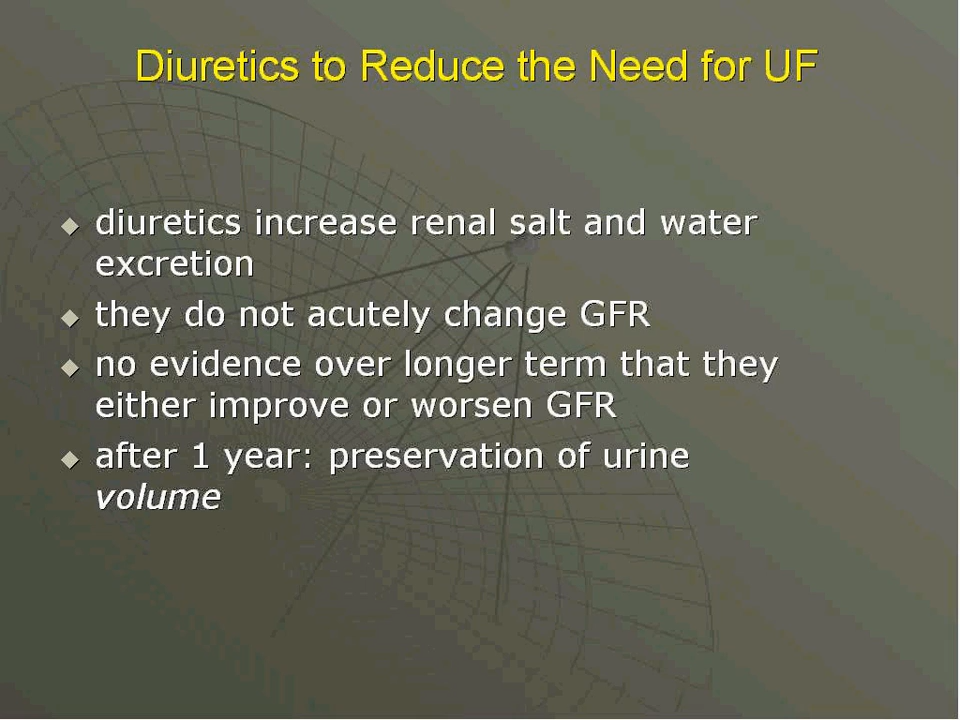 Diuretics to Reduce the Need for UF
diuretics increase renal salt and water
excretion
they do not acutely change GFR
no evidence over longer term that they
either improve or worsen GFR
after 1 year: preservation of urine
volume